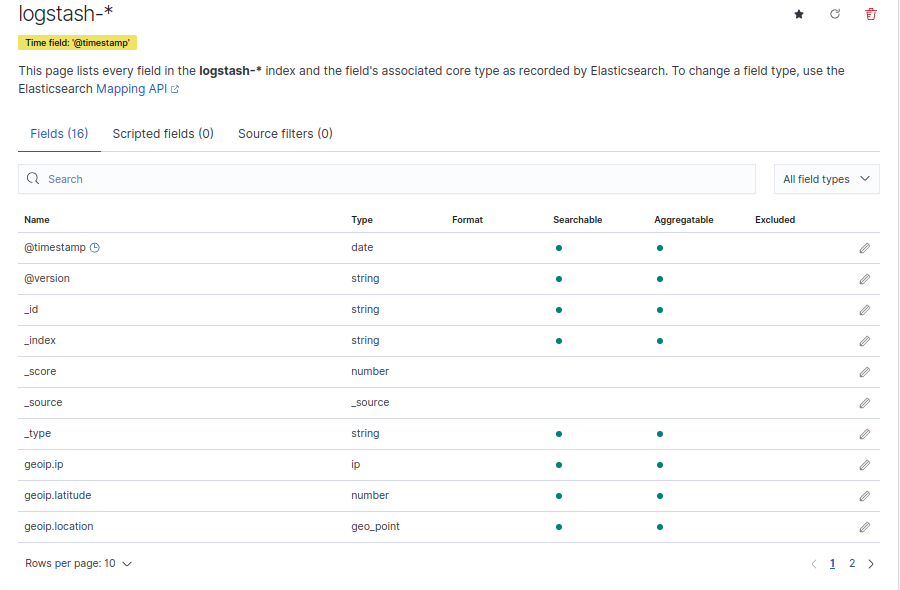 logstash-*
Time field: '@timestamp'
This page lists every field in the logstash-* index and the field's associated core type as recorded by Elasticsearch. To change a field type, use the
Elasticsearch Mapping API
Fields (16) Scripted fields (0) Source filters (0)
Search All field types
Name Type Format Searchable Aggregatable Excluded
@timestamp date
@version string
_id string
_index string
_score number
_source _source
_type string
geoip.ip ip
geoip.latitude number
geoip.location geo_point
Rows per page: 10 1 2